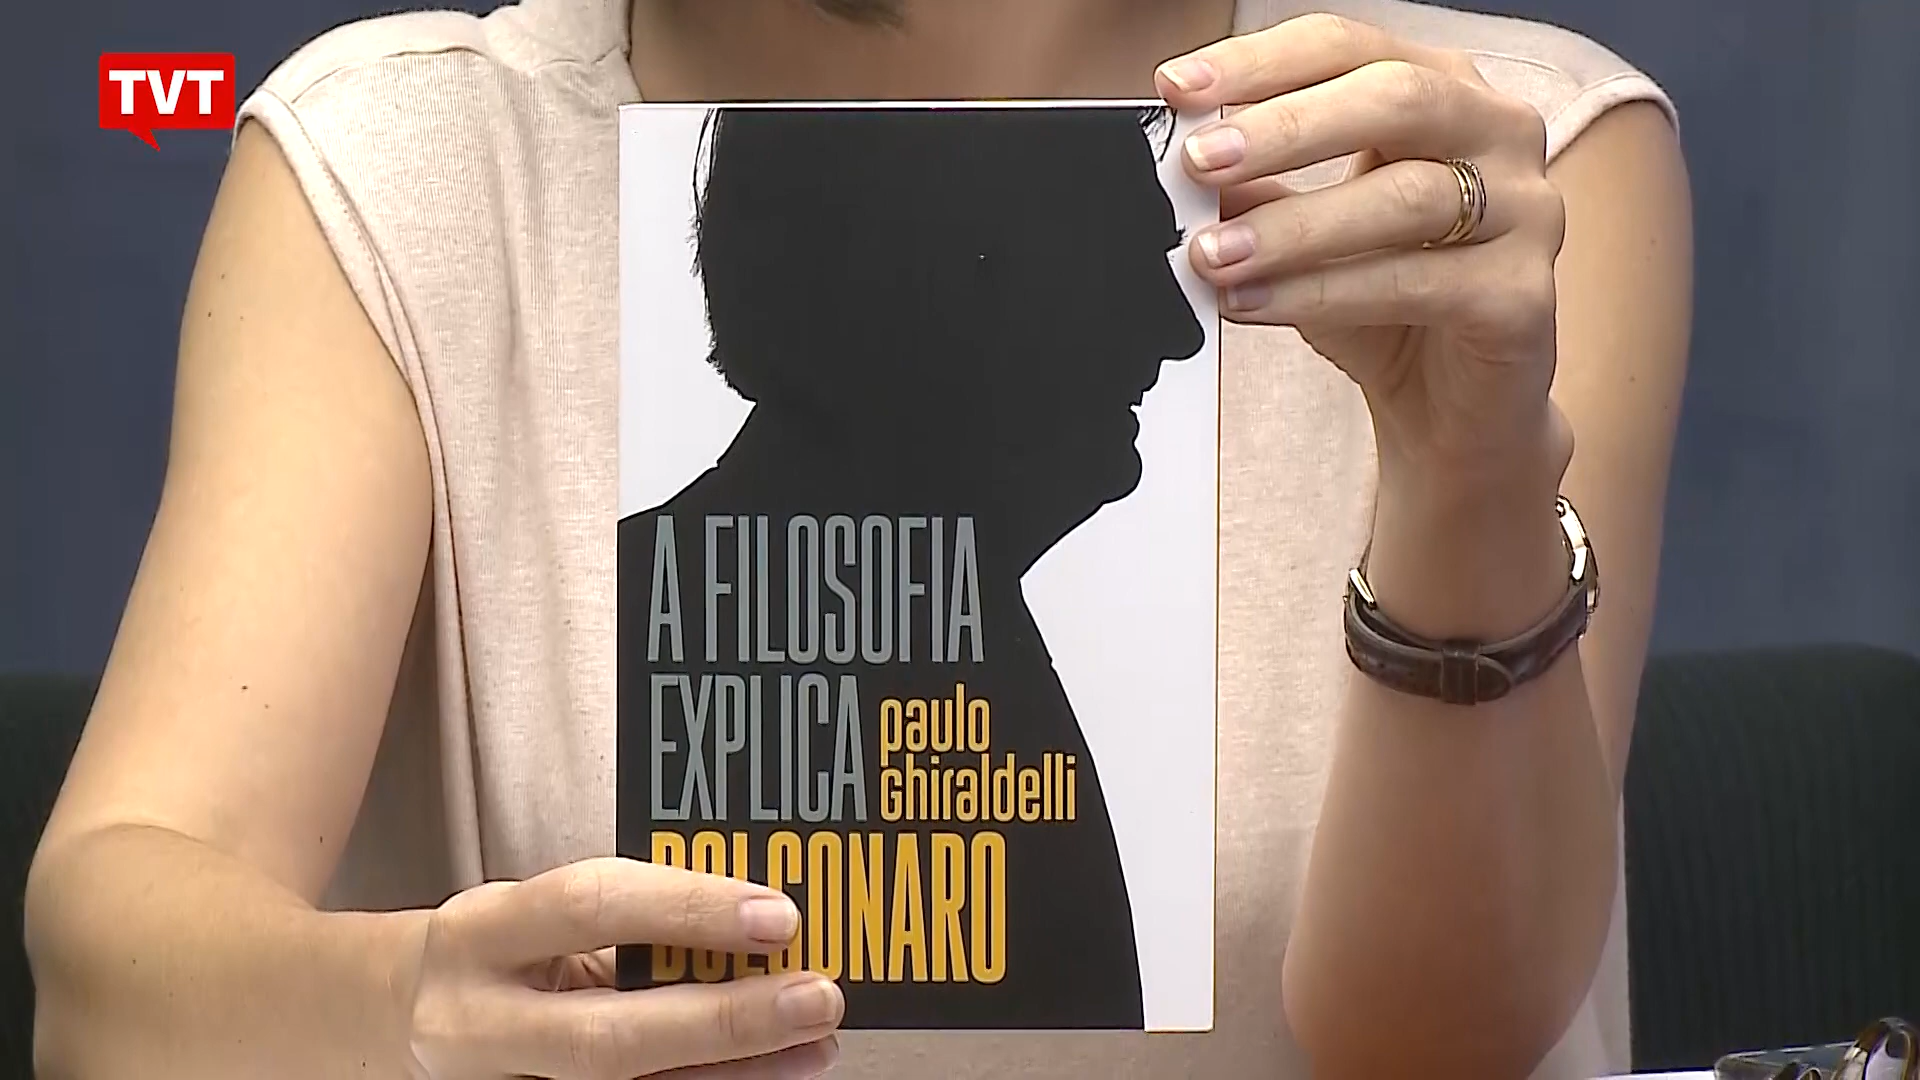 TVT
A FILOSOFIA
EXPLICA
paulo
Ghiraldelli
BOLSONARO